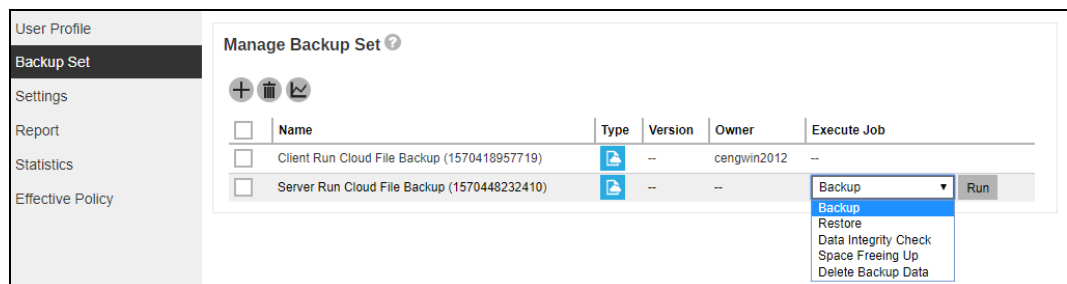 User Profile
Backup Set
Settings
Report
Statistics
Effective Policy
Manage Backup Set ?
Name Type Version Owner Execute Job
Client Run Cloud File Backup (1570418957719) -- cengwin2012 --
Server Run Cloud File Backup (1570448232410) -- -- Backup Run
Backup
Restore
Data Integrity Check
Space Freeing Up
Delete Backup Data